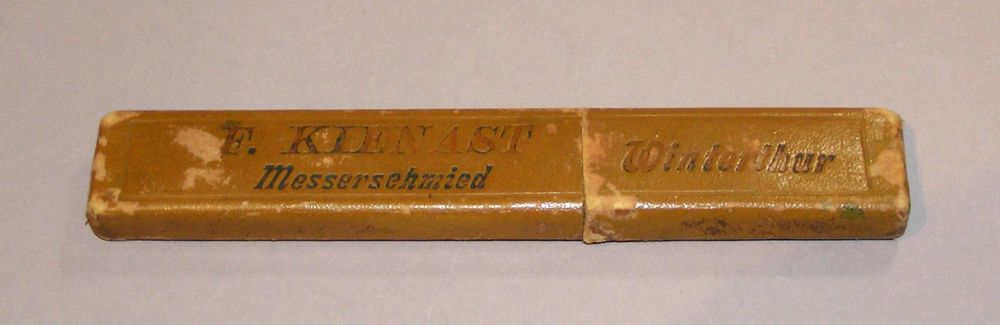 F. KIENAST
Messerschmied
Winterthur